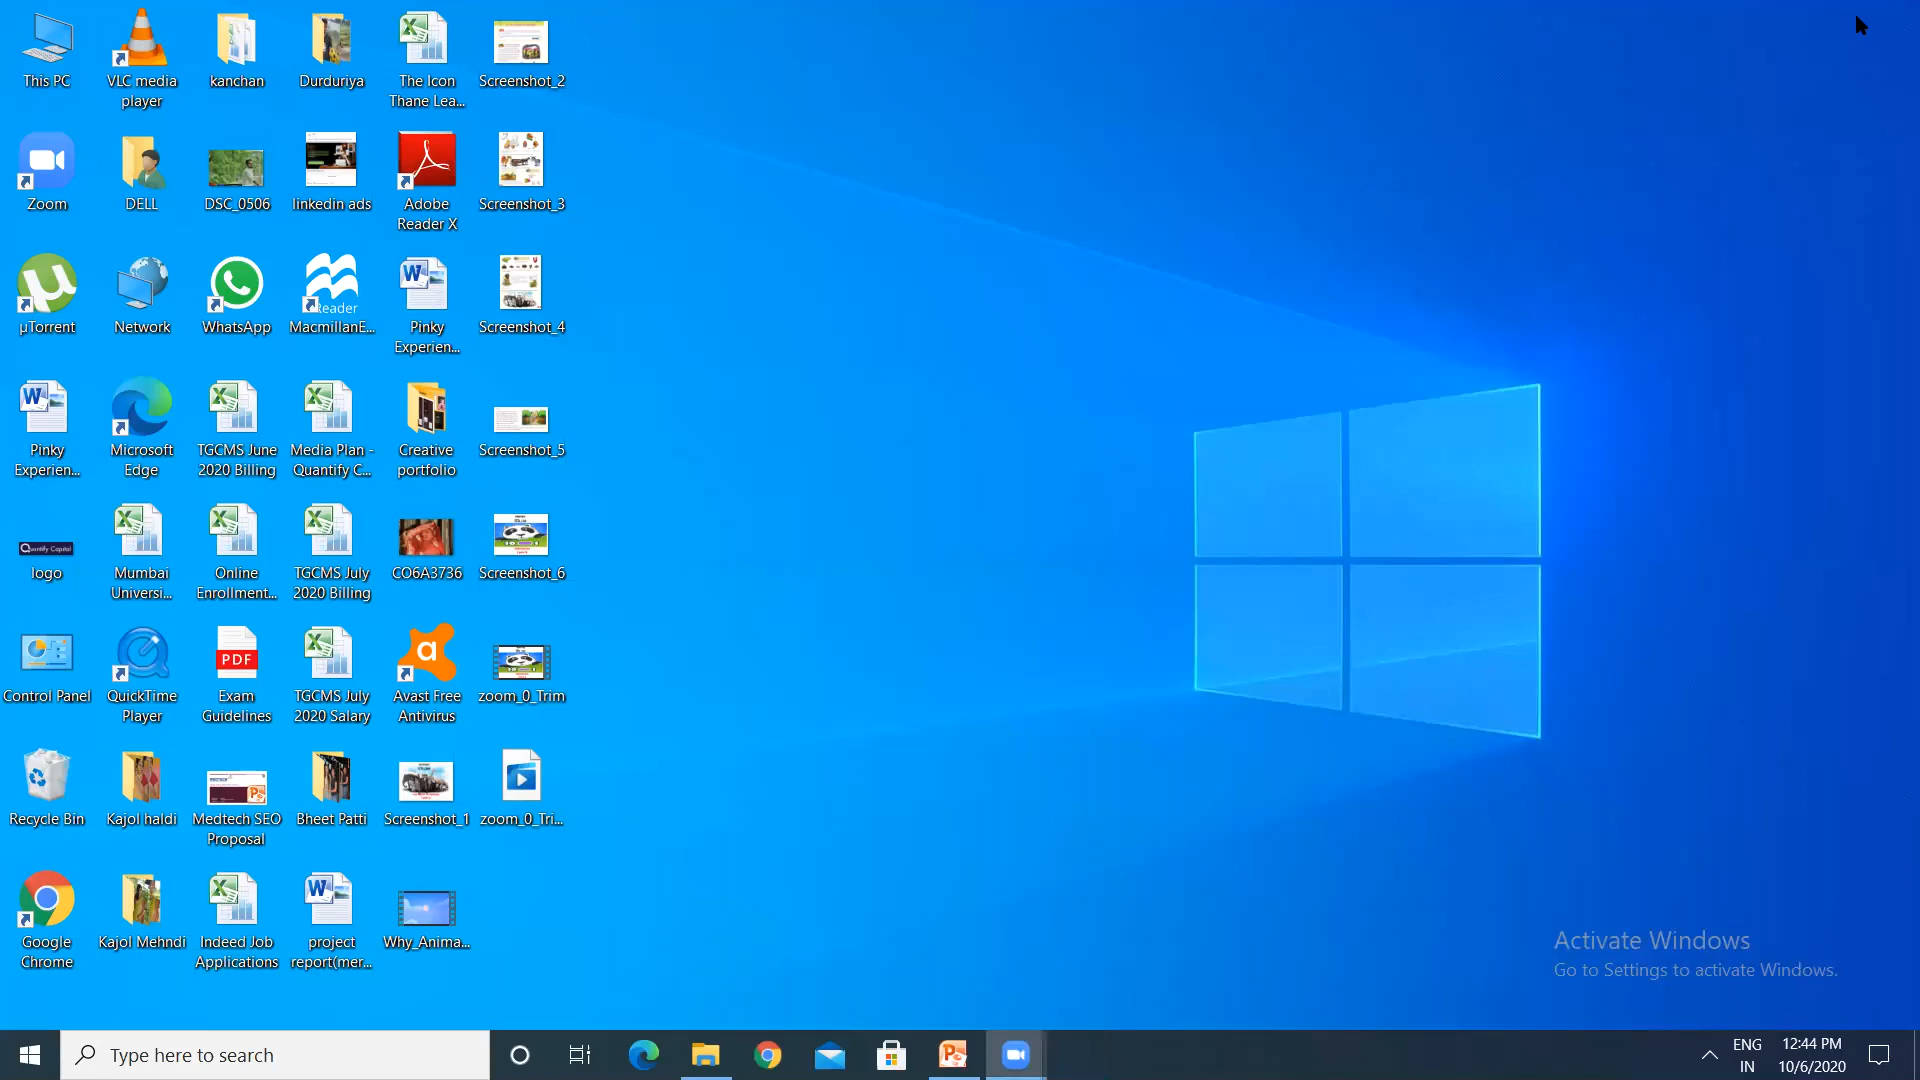 This PC
VLC media
player
kanchan
Durduriya
The Icon
Thane Lea...
Screenshot_2
Zoom
DELL
DSC_0506
linkedin ads
Adobe
Reader X
Screenshot_3
µTorrent
Network
WhatsApp
Reader
MacmillanE...
Pinky
Experien...
Screenshot_4
Pinky
Experien...
Microsoft
Edge
TGCMS June
2020 Billing
Media Plan -
Quantify C...
Creative
portfolio
Screenshot_5
Quantify Capital
logo
Mumbai
Universi...
Online
Enrollment...
TGCMS July
2020 Billing
CO6A3736
Screenshot_6
Control Panel
QuickTime
Player
PDF
Exam
Guidelines
TGCMS July
2020 Salary
Avast Free
Antivirus
zoom_0_Trim
Recycle Bin
Kajol haldi
Medtech SEO
Proposal
Bheet Patti
Screenshot_1
zoom_0_Tri...
Google
Chrome
Kajol Mehndi
Indeed Job
Applications
project
report(mer...
Why_Anima...
Activate Windows
Go to Settings to activate Windows.
Type here to search
ENG
IN
12:44 PM
10/6/2020